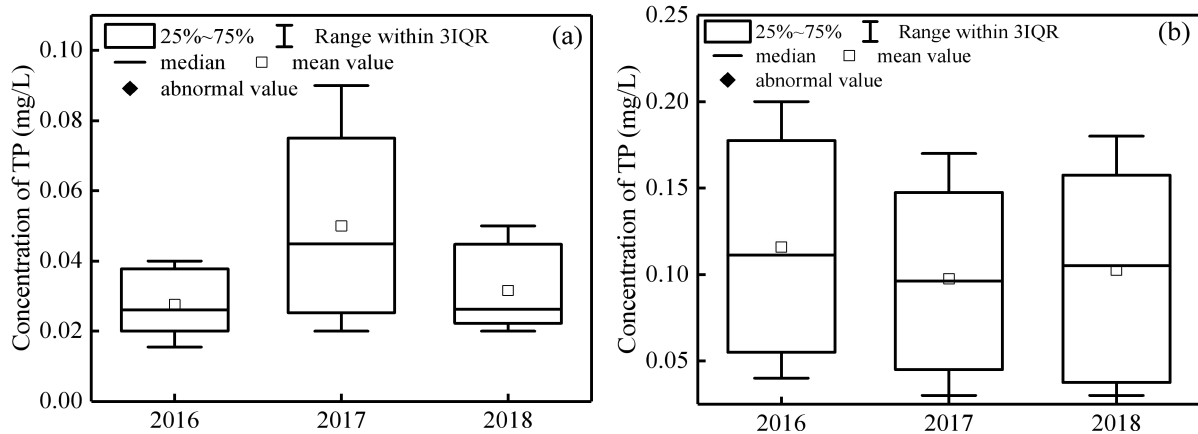 (a)
25%~75% Range within 3IQR
median mean value
abnormal value
Concentration of TP (mg/L)
0.10
0.08
0.06
0.04
0.02
0.00
2016 2017 2018
(b)
25%~75% Range within 3IQR
median mean value
abnormal value
Concentration of TP (mg/L)
0.25
0.20
0.15
0.10
0.05
2016 2017 2018